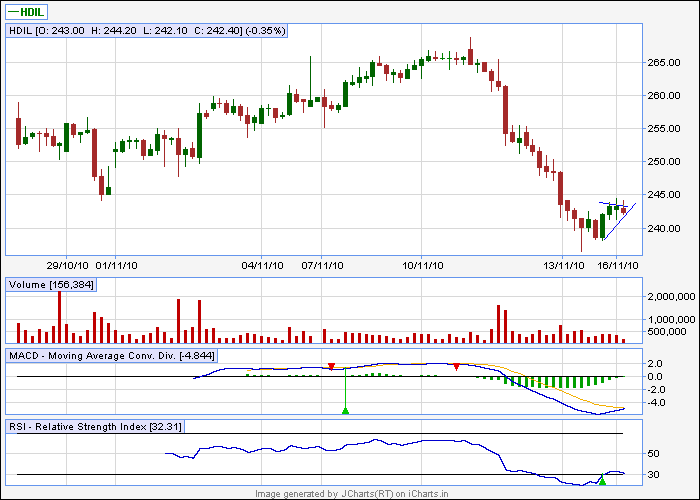 HDIL
HDIL [O: 243.00 H: 244.20 L: 242.10 C: 242.40] (-0.35%)
265.00
260.00
255.00
250.00
245.00
240.00
29/10/10 01/11/10 04/11/10 07/11/10 10/11/10 13/11/10 16/11/10
Volume [156,384]
2,000,000
1,000,000
500,000
MACD - Moving Average Conv. Div. [-4.844]
2.0
0.0
-2.0
-4.0
RSI - Relative Strength Index [32.31]
50
30
Image generated by JCharts(RT) on iCharts.in